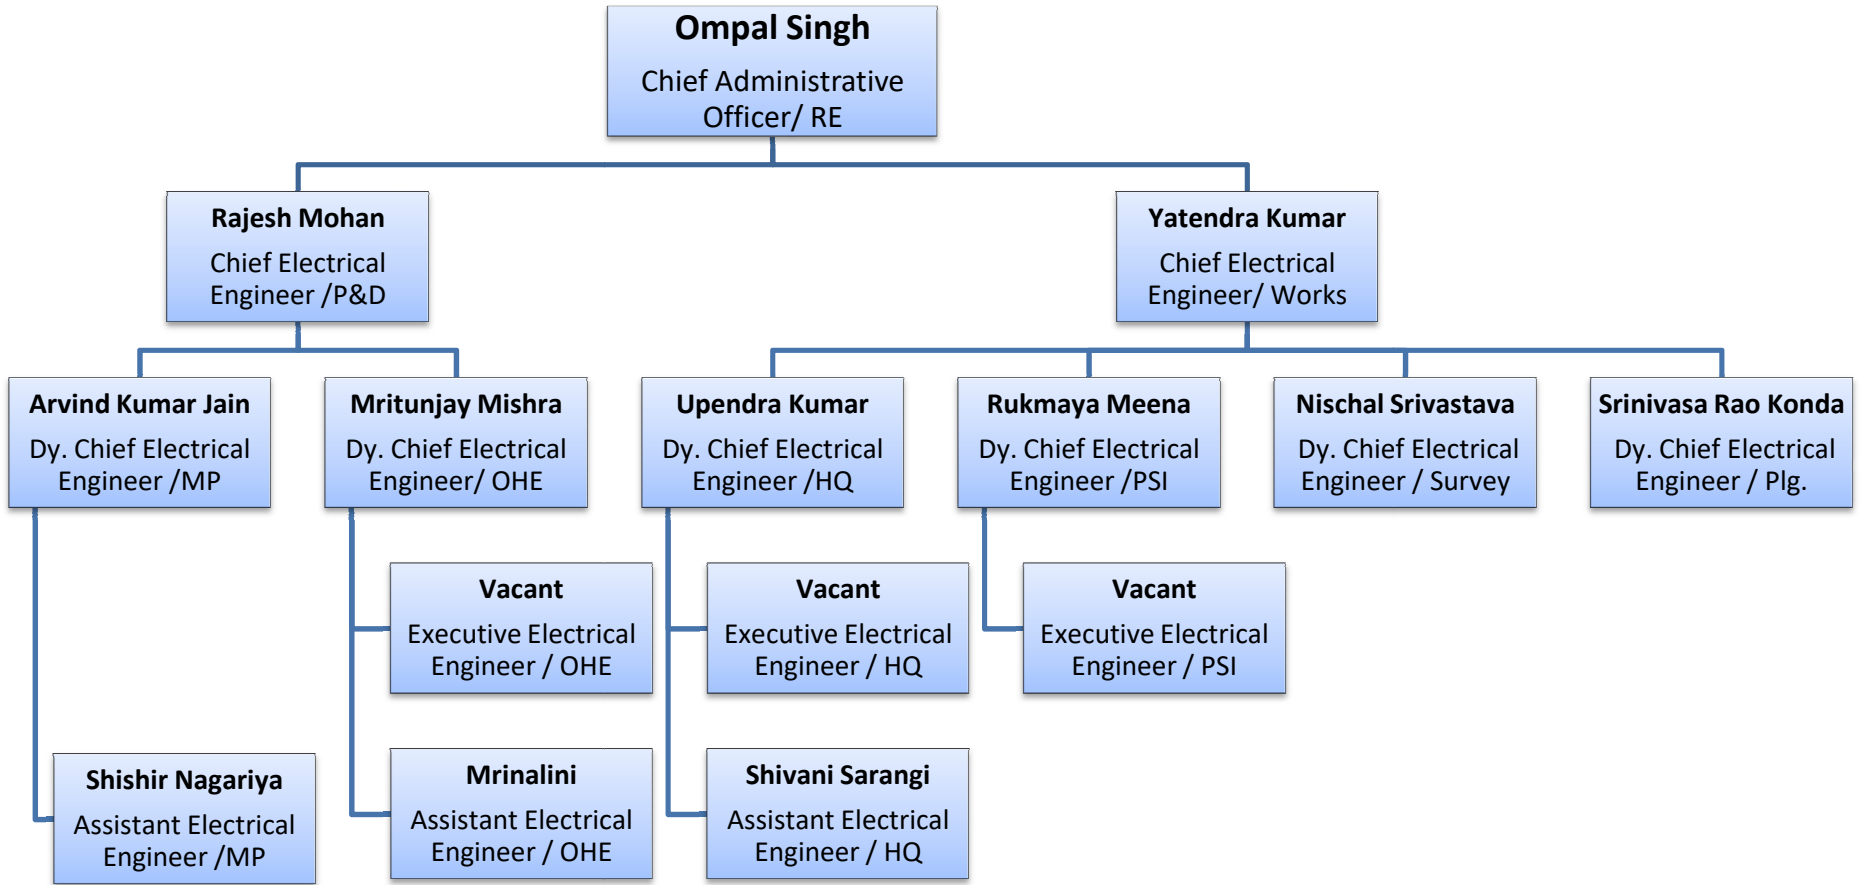 Ompal Singh
Chief Administrative
Officer/ RE
Rajesh Mohan
Chief Electrical
Engineer /P&D
Yatendra Kumar
Chief Electrical
Engineer/ Works
Arvind Kumar Jain
Dy. Chief Electrical
Engineer /MP
Mritunjay Mishra
Dy. Chief Electrical
Engineer/ OHE
Upendra Kumar
Dy. Chief Electrical
Engineer /HQ
Rukmaya Meena
Dy. Chief Electrical
Engineer /PSI
Nischal Srivastava
Dy. Chief Electrical
Engineer / Survey
Srinivasa Rao Konda
Dy. Chief Electrical
Engineer / Plg.
Vacant
Executive Electrical
Engineer / OHE
Vacant
Executive Electrical
Engineer / HQ
Vacant
Executive Electrical
Engineer / PSI
Shishir Nagariya
Assistant Electrical
Engineer /MP
Mrinalini
Assistant Electrical
Engineer / OHE
Shivani Sarangi
Assistant Electrical
Engineer / HQ